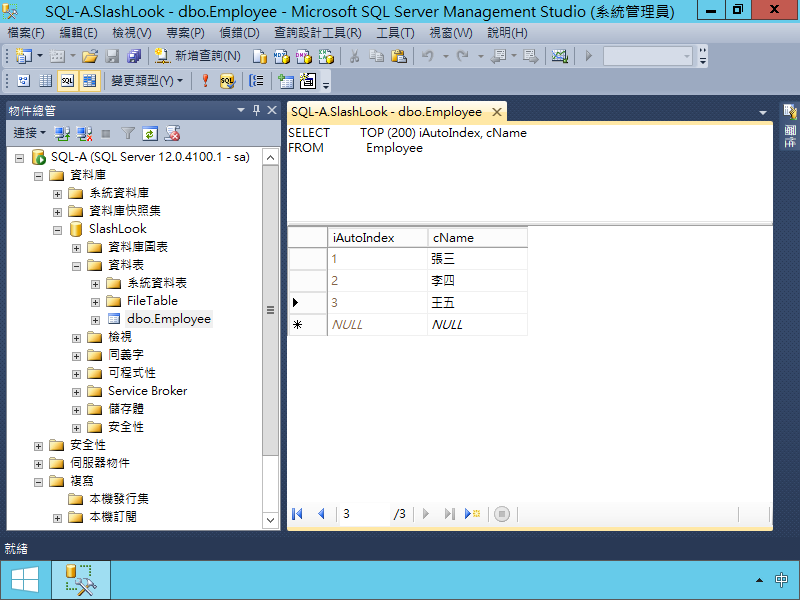 SQL-A.SlashLook - dbo.Employee - Microsoft SQL Server Management Studio (系統管理員)
檔案(F) 編輯(E) 檢視(V) 專案(P) 偵錯(D) 查詢設計工具(R) 工具(T) 視窗(W) 說明(H)
新增查詢(N)
變更類型(Y)
物件總管
連接
SQL-A (SQL Server 12.0.4100.1 - sa)
資料庫
系統資料庫
資料庫快照集
SlashLook
資料庫圖表
資料表
系統資料表
FileTable
dbo.Employee
檢視
同義字
可程式性
Service Broker
儲存體
安全性
安全性
伺服器物件
複寫
本機發行集
本機訂閱
SQL-A.SlashLook - dbo.Employee
SELECT TOP (200) iAutoIndex, cName
FROM Employee
iAutoIndex cName
1 張三
2 李四
3 王五
NULL NULL
3 /3
就緒
中